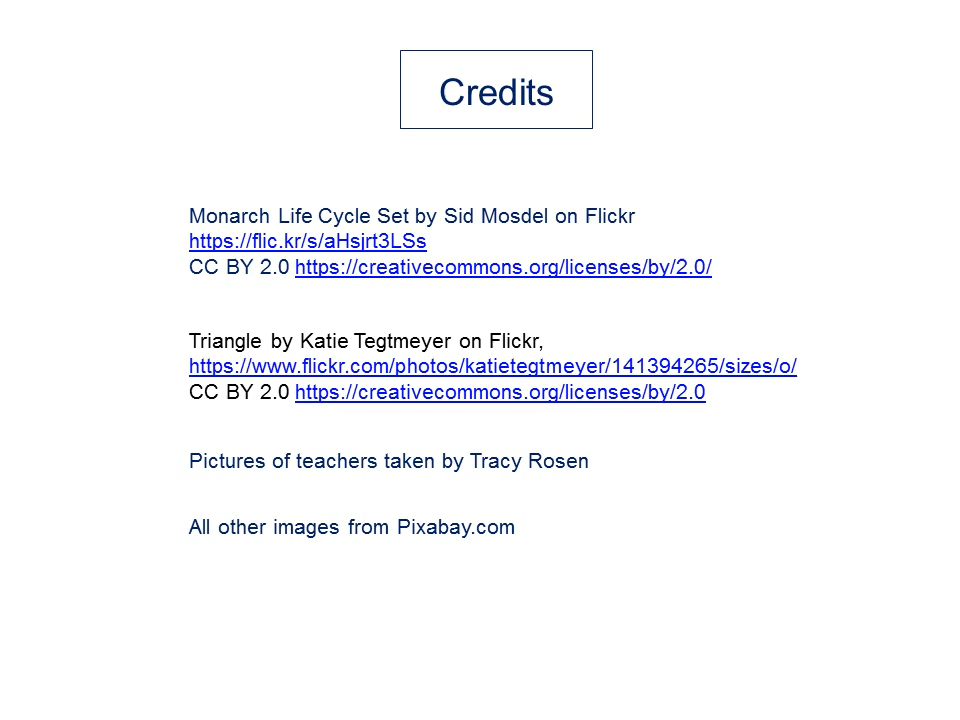 Credits
Monarch Life Cycle Set by Sid Mosdel on Flickr
https://flic.kr/s/aHsjrt3LSs
CC BY 2.0 https://creativecommons.org/licenses/by/2.0/
Triangle by Katie Tegtmeyer on Flickr,
https://www.flickr.com/photos/katietegtmeyer/141394265/sizes/o/
CC BY 2.0 https://creativecommons.org/licenses/by/2.0
Pictures of teachers taken by Tracy Rosen
All other images from Pixabay.com